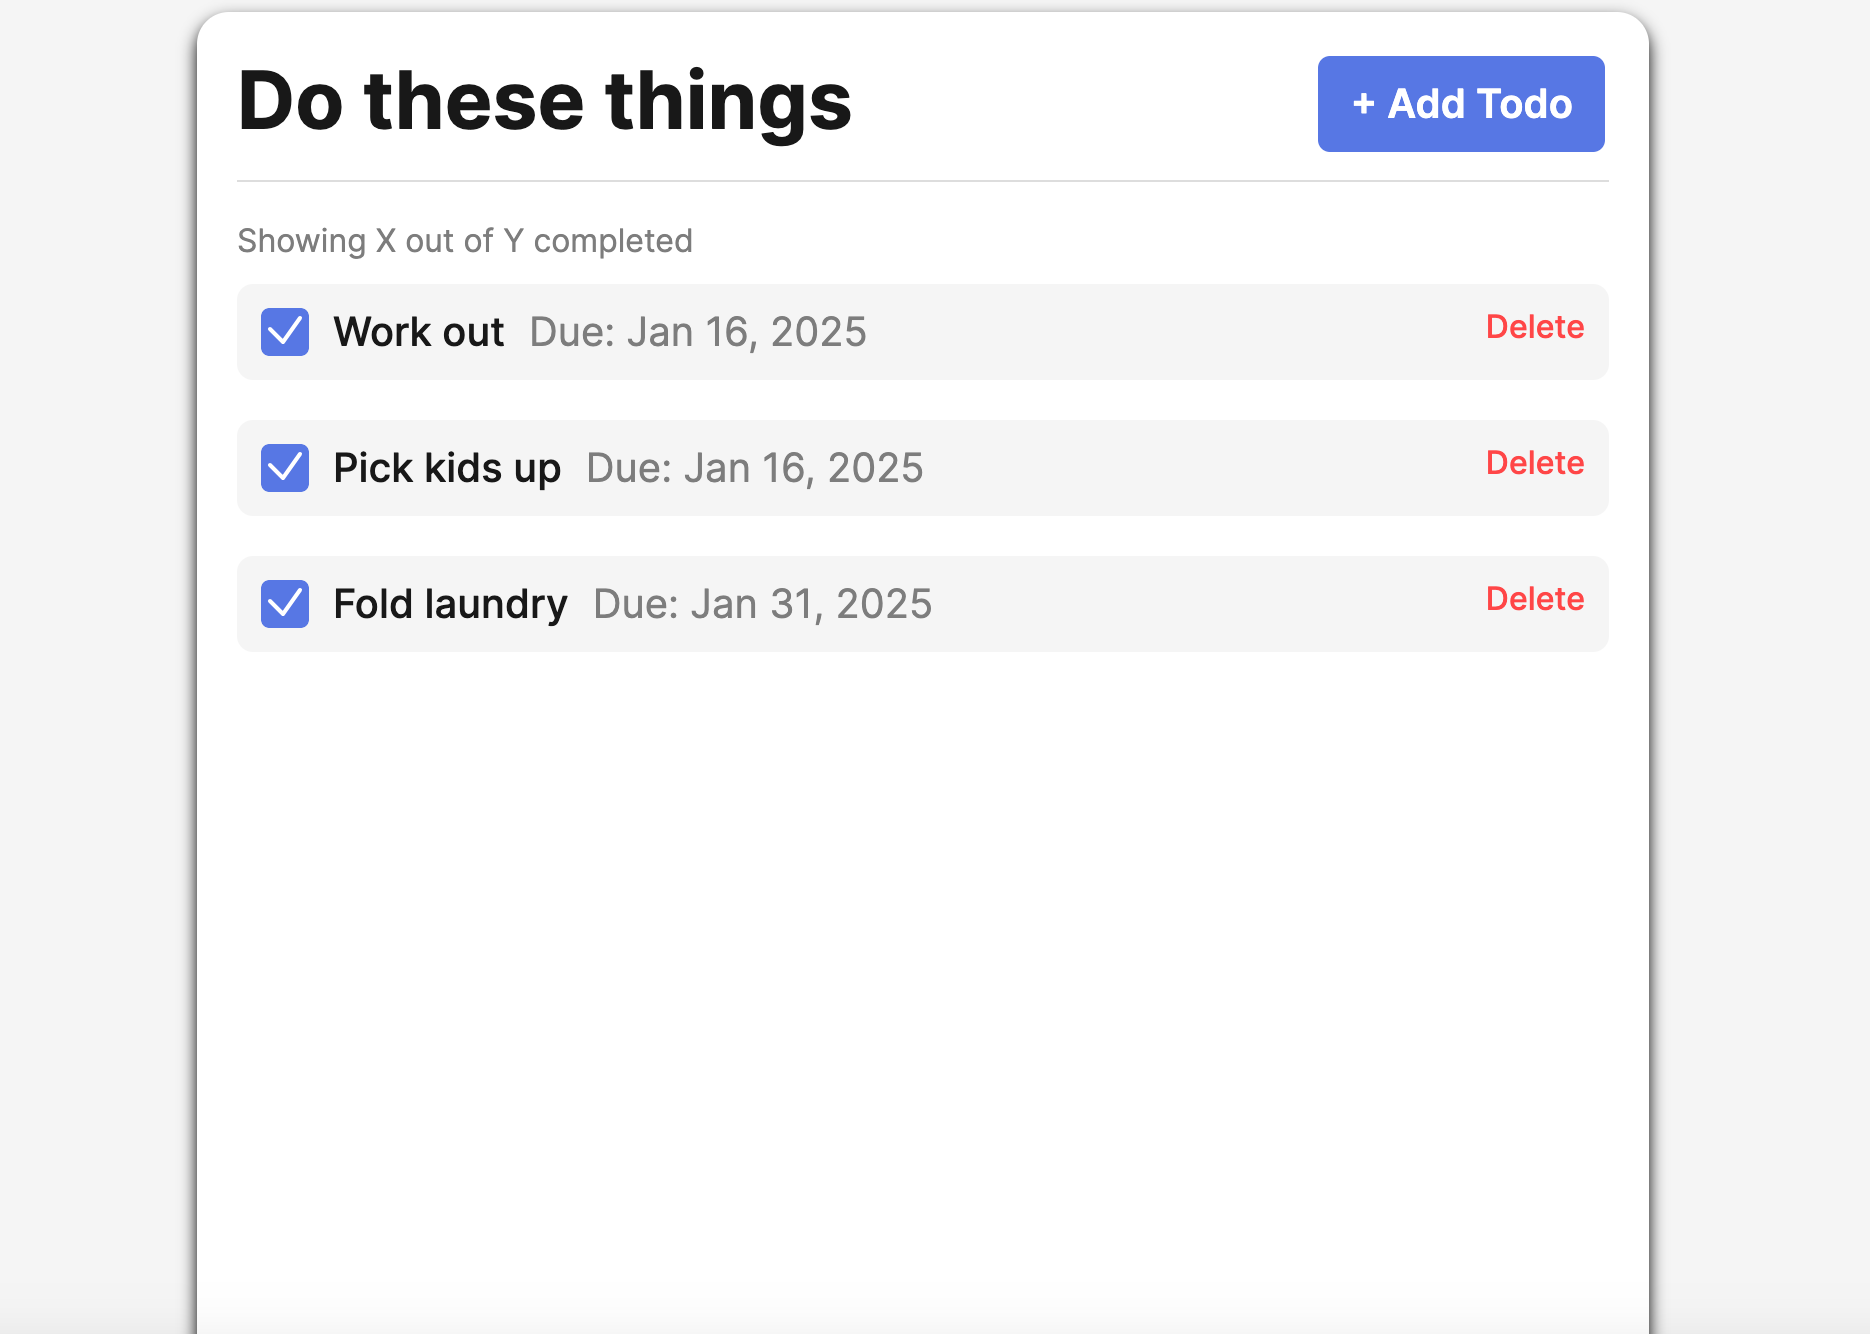 Do these things
+ Add Todo
Showing X out of Y completed
Work out Due: Jan 16, 2025 Delete
Pick kids up Due: Jan 16, 2025 Delete
Fold laundry Due: Jan 31, 2025 Delete